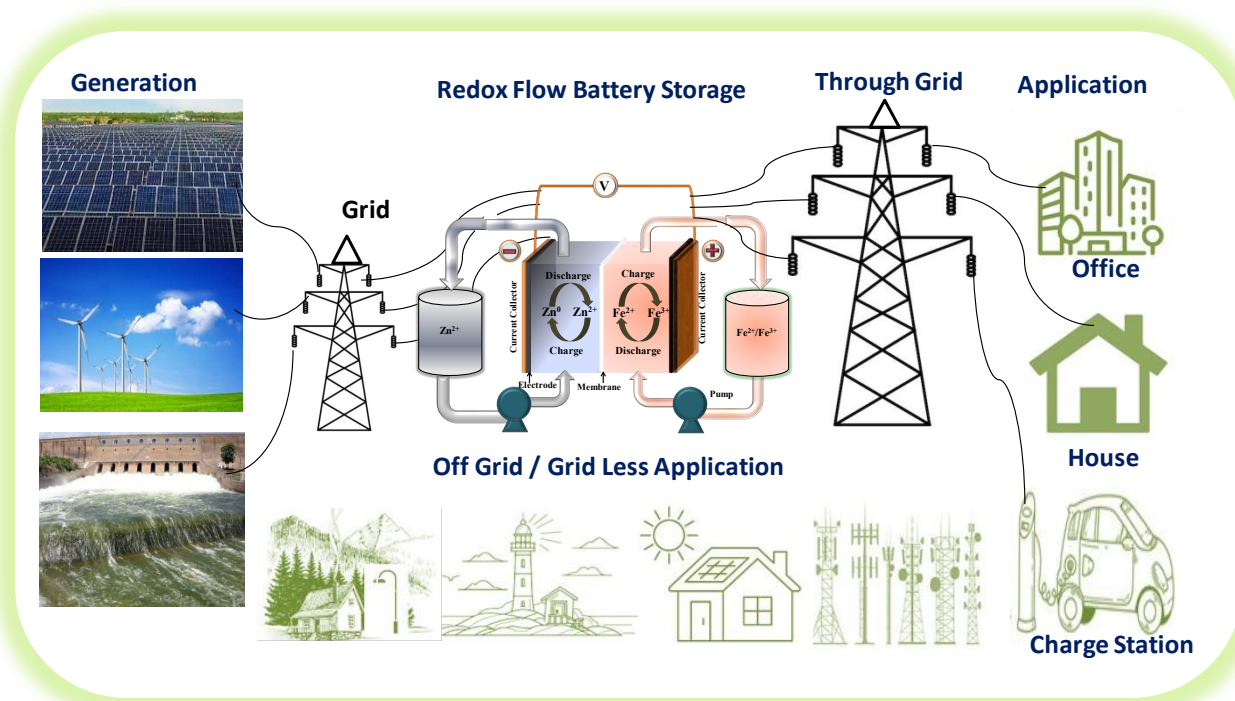 Generation
Redox Flow Battery Storage
Through Grid
Application
Grid
V
−
+
Discharge
Zn⁰ Zn²⁺
Charge
Charge
Fe²⁺ Fe³⁺
Discharge
Current Collector
Current Collector
Zn²⁺
Fe²⁺/Fe³⁺
Electrode
Membrane
Pump
Office
House
Off Grid / Grid Less Application
Charge Station